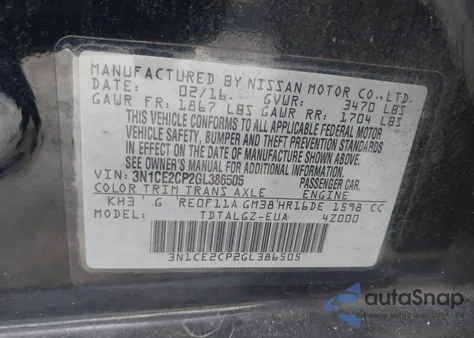 MANUFACTURED BY NISSAN MOTOR CO.,LTD.
DATE: 02/16 GVWR: 3470 LBS
GAWR FR: 1867 LBS GAWR RR: 1704 LBS
THIS VEHICLE CONFORMS TO ALL APPLICABLE FEDERAL MOTOR
VEHICLE SAFETY, BUMPER AND THEFT PREVENTION STANDARDS
IN EFFECT ON THE DATE OF MANUFACTURE SHOWN ABOVE.
SEE OWNER'S MANUAL FOR ADDITIONAL INFORMATION.
VIN: 3N1CE2CP2GL386505 PASSENGER CAR
COLOR TRIM TRANS AXLE ENGINE
KH3 G RE0F11A GM38 HR16DE 1598 CC
MODEL: TDTALGZ-EUA 4Z000
3N1CE2CP2GL386505
autoSnap